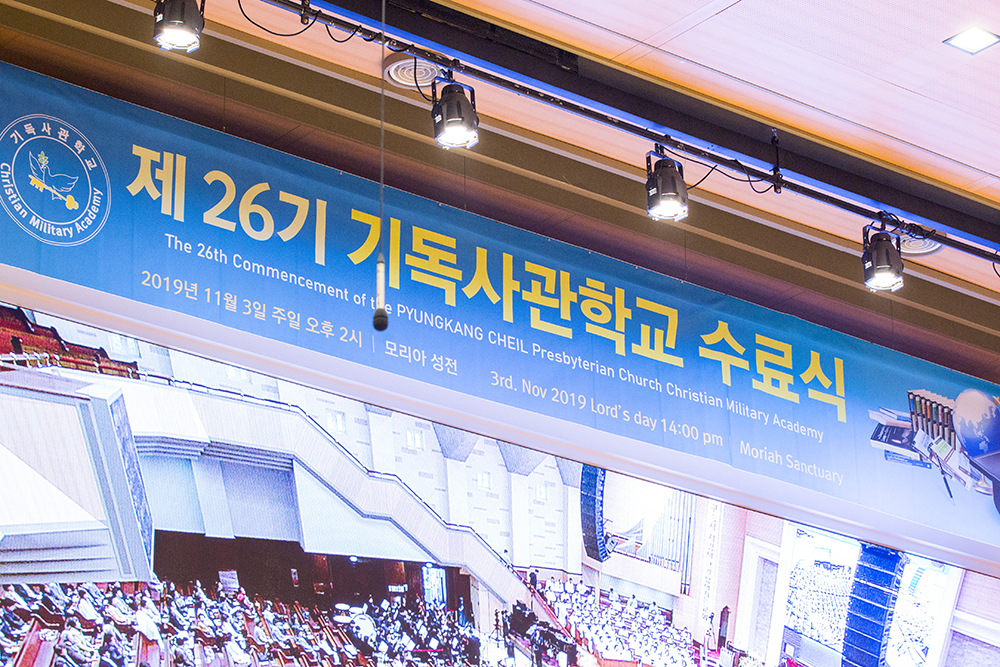 기독사관학교
Christian Military Academy
제 26기 기독사관학교 수료식
The 26th Commencement of the PYUNGKANG CHEIL Presbyterian Church Christian Military Academy
2019년 11월 3일 주일 오후 2시 | 모리아 성전
3rd. Nov 2019 Lord's day 14:00 pm | Moriah Sanctuary